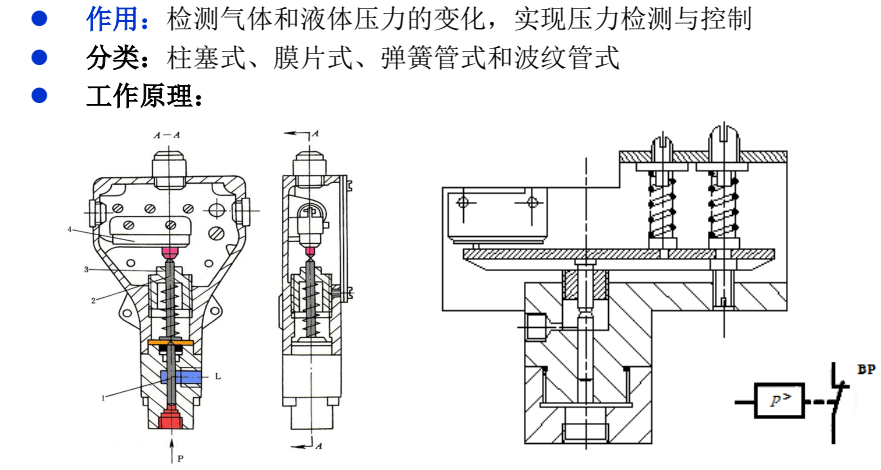 作用：检测气体和液体压力的变化，实现压力检测与控制
分类：柱塞式、膜片式、弹簧管式和波纹管式
工作原理：
A-A
A
4
3
2
1
L
P
A
p>
BP